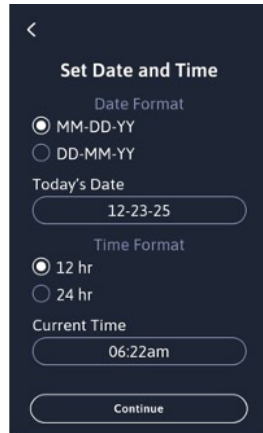 Set Date and Time
Date Format
MM-DD-YY
DD-MM-YY
Today's Date
12-23-25
Time Format
12 hr
24 hr
Current Time
06:22am
Continue